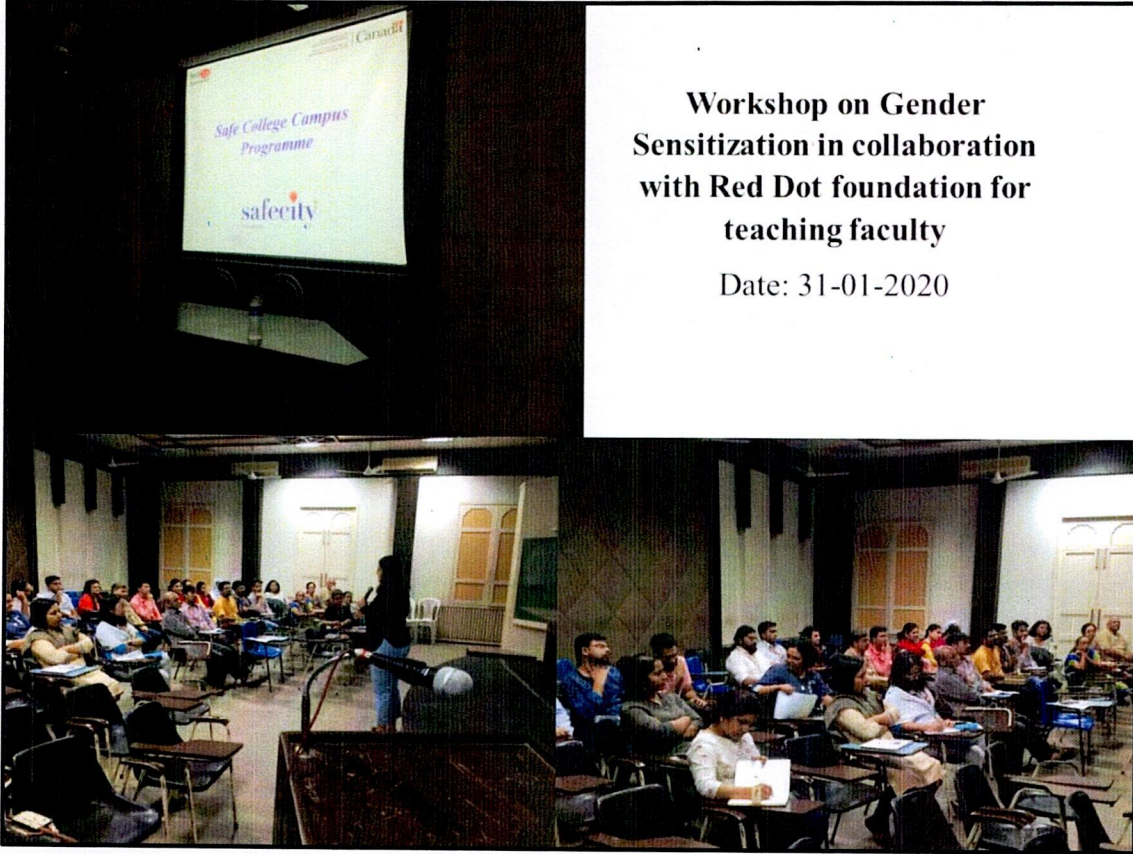 Canada
Safe College Campus
Programme
safecity
Workshop on Gender
Sensitization in collaboration
with Red Dot foundation for
teaching faculty
Date: 31-01-2020